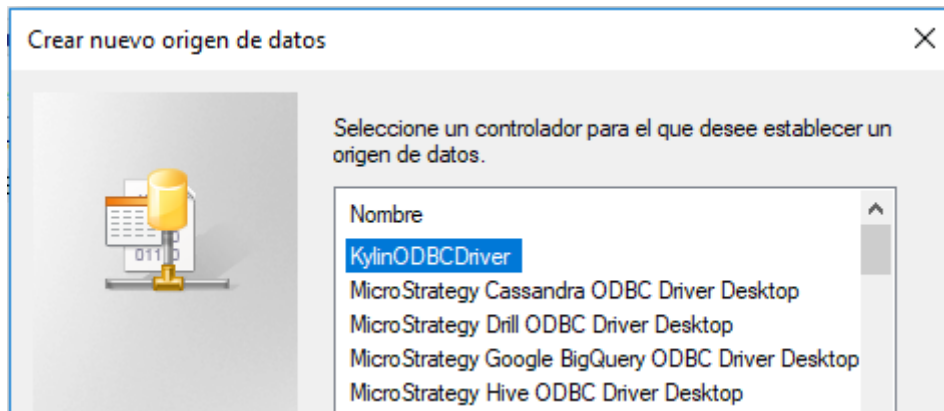 Crear nuevo origen de datos
Seleccione un controlador para el que desee establecer un
origen de datos.
Nombre
KylinODBCDriver
MicroStrategy Cassandra ODBC Driver Desktop
MicroStrategy Drill ODBC Driver Desktop
MicroStrategy Google BigQuery ODBC Driver Desktop
MicroStrategy Hive ODBC Driver Desktop